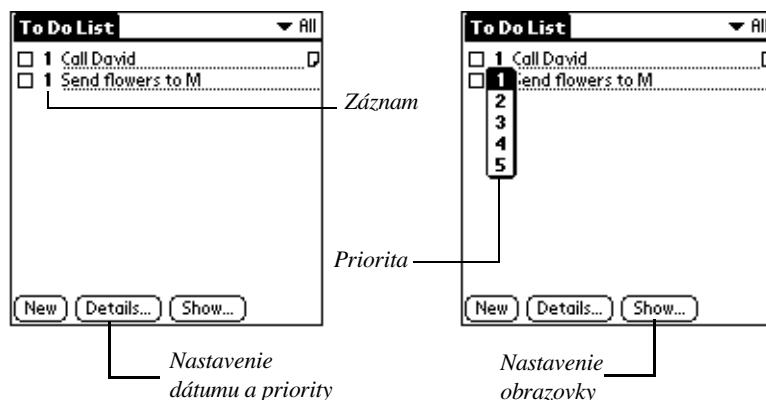 To Do List All
1 Call David
1 Send flowers to M
Záznam
New Details... Show...
Nastavenie
dátumu a priority
To Do List All
1 Call David
1 end flowers to M
1
2
3
4
5
Priorita
New Details... Show...
Nastavenie
obrazovky